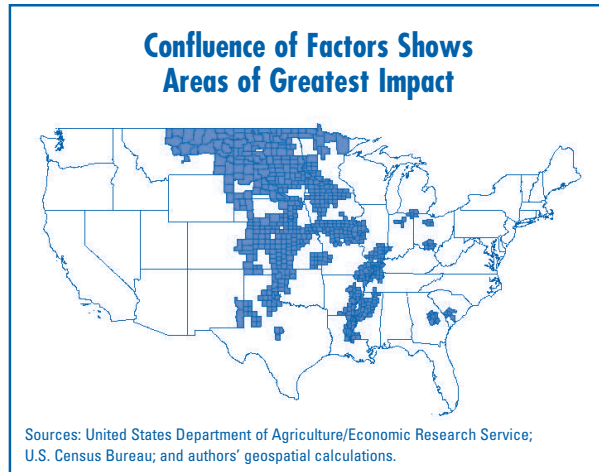 Confluence of Factors Shows
Areas of Greatest Impact
Sources: United States Department of Agriculture/Economic Research Service;
U.S. Census Bureau; and authors' geospatial calculations.